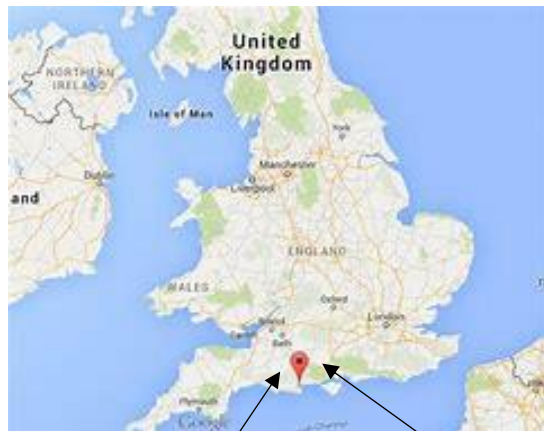 United
Kingdom
NORTHERN
IRELAND
Isle of Man
York
Dublin
Manchester
Liverpool
and
ENGLAND
WALES
Oxford
London
Cardiff
Bristol
Bath
Plymouth
Google
Channel